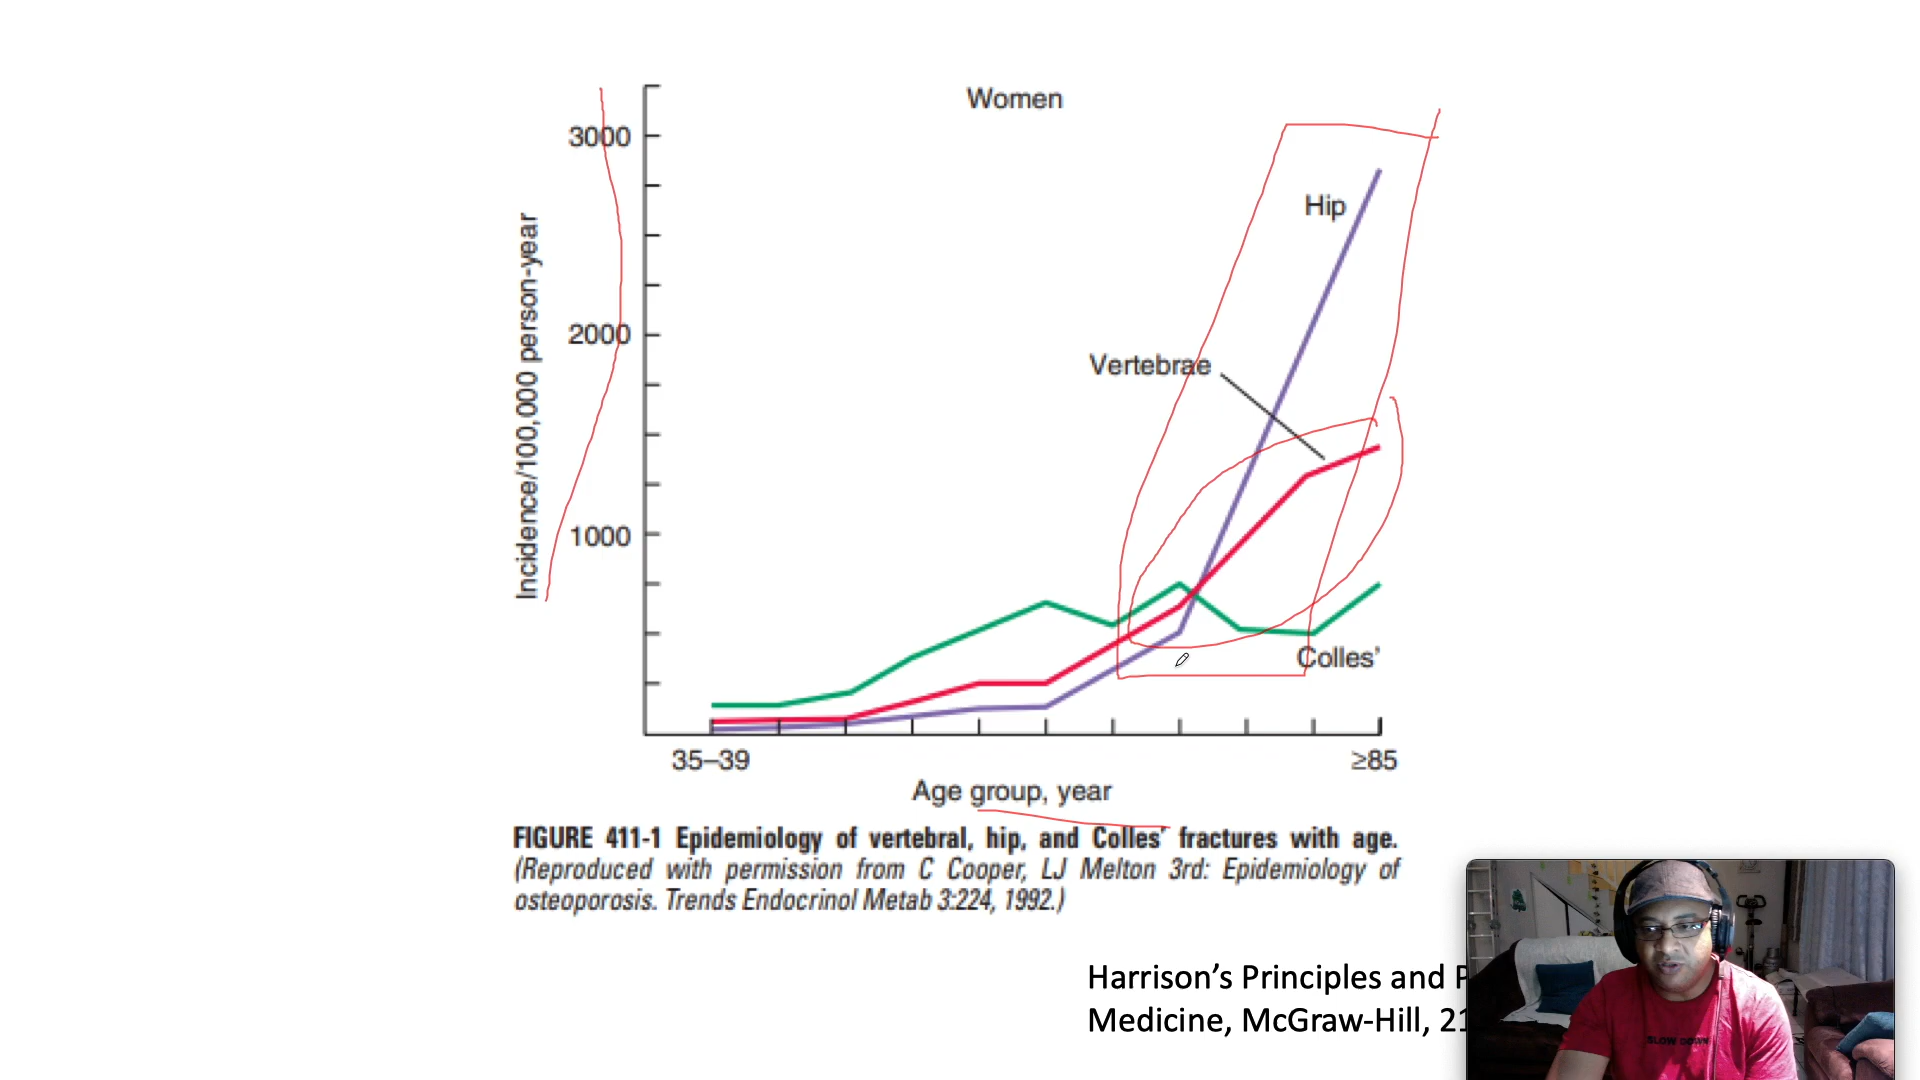 Women
3000
Hip
2000
Vertebrae
1000
Incidence/100,000 person-year
Colles’
35–39
≥85
Age group, year
FIGURE 411-1 Epidemiology of vertebral, hip, and Colles’ fractures with age.
(Reproduced with permission from C Cooper, LJ Melton 3rd: Epidemiology of
osteoporosis. Trends Endocrinol Metab 3:224, 1992.)
Harrison’s Principles and P
Medicine, McGraw-Hill, 21
SLOW DOWN